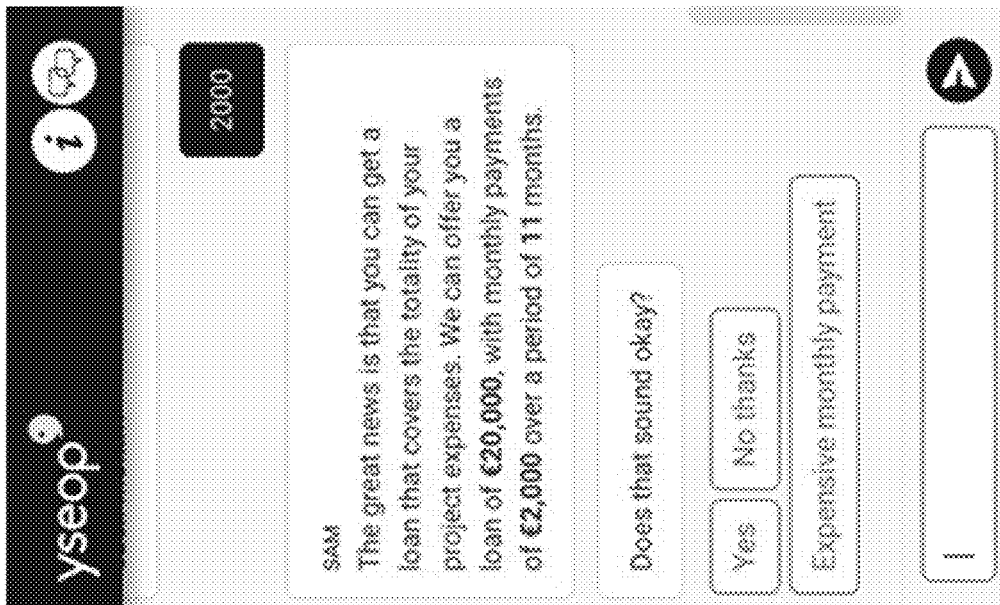 yseop
i
2000
SAM
The great news is that you can get a
loan that covers the totality of your
project expenses. We can offer you a
loan of €20,000, with monthly payments
of €2,000 over a period of 11 months.
Does that sound okay?
Yes
No thanks
Expensive monthly payment